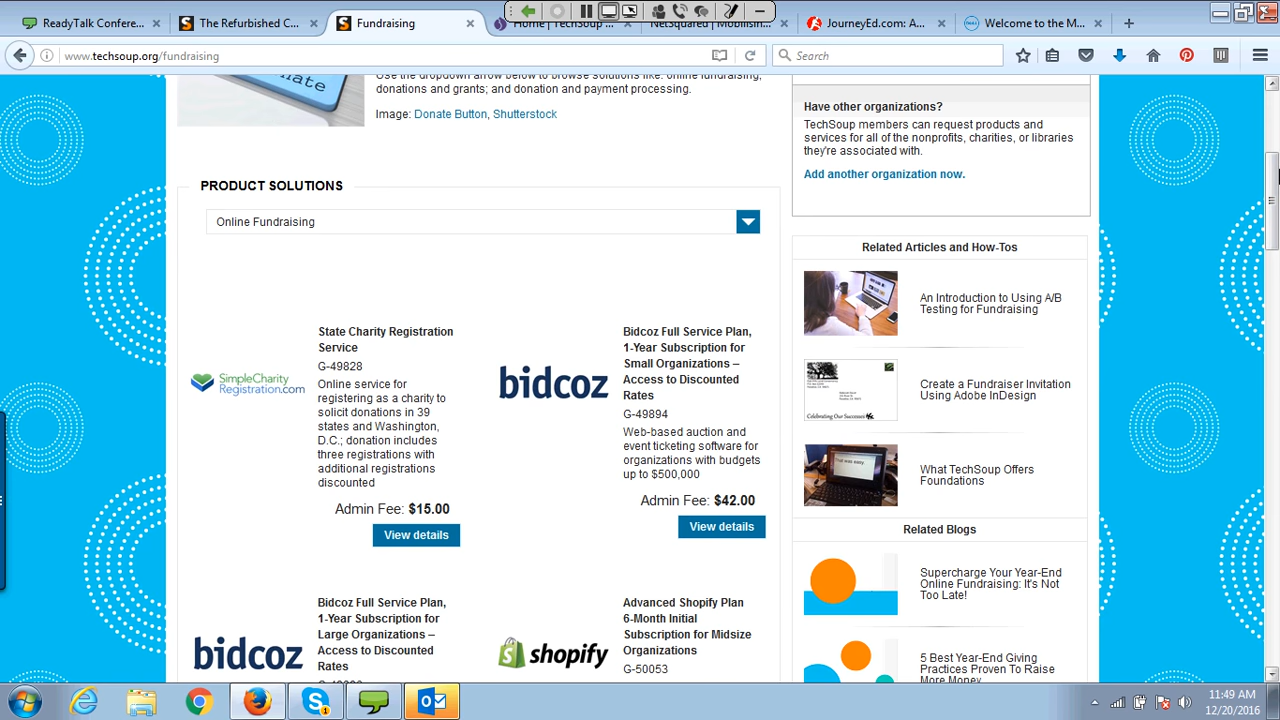 ReadyTalk Confere...
The Refurbished C...
Fundraising
Home | TechSoup
NetSquared | Mobilising
JourneyEd.com: A...
Welcome to the M...
www.techsoup.org/fundraising
Search
Use the dropdown arrow below to browse solutions like: online fundraising,
donations and grants; and donation and payment processing.
Image: Donate Button, Shutterstock
PRODUCT SOLUTIONS
Online Fundraising
State Charity Registration
Service
G-49828
SimpleCharity
Registration.com
Online service for
registering as a charity to
solicit donations in 39
states and Washington,
D.C.; donation includes
three registrations with
additional registrations
discounted
Admin Fee: $15.00
View details
bidcoz
Bidcoz Full Service Plan,
1-Year Subscription for
Small Organizations –
Access to Discounted
Rates
G-49894
Web-based auction and
event ticketing software for
organizations with budgets
up to $500,000
Admin Fee: $42.00
View details
bidcoz
Bidcoz Full Service Plan,
1-Year Subscription for
Large Organizations –
Access to Discounted
Rates
shopify
Advanced Shopify Plan
6-Month Initial
Subscription for Midsize
Organizations
G-50053
Have other organizations?
TechSoup members can request products and
services for all of the nonprofits, charities, or libraries
they're associated with.
Add another organization now.
Related Articles and How-Tos
An Introduction to Using A/B
Testing for Fundraising
Create a Fundraiser Invitation
Using Adobe InDesign
What TechSoup Offers
Foundations
Related Blogs
Supercharge Your Year-End
Online Fundraising: It's Not
Too Late!
5 Best Year-End Giving
Practices Proven To Raise
More Money
11:49 AM
12/20/2016